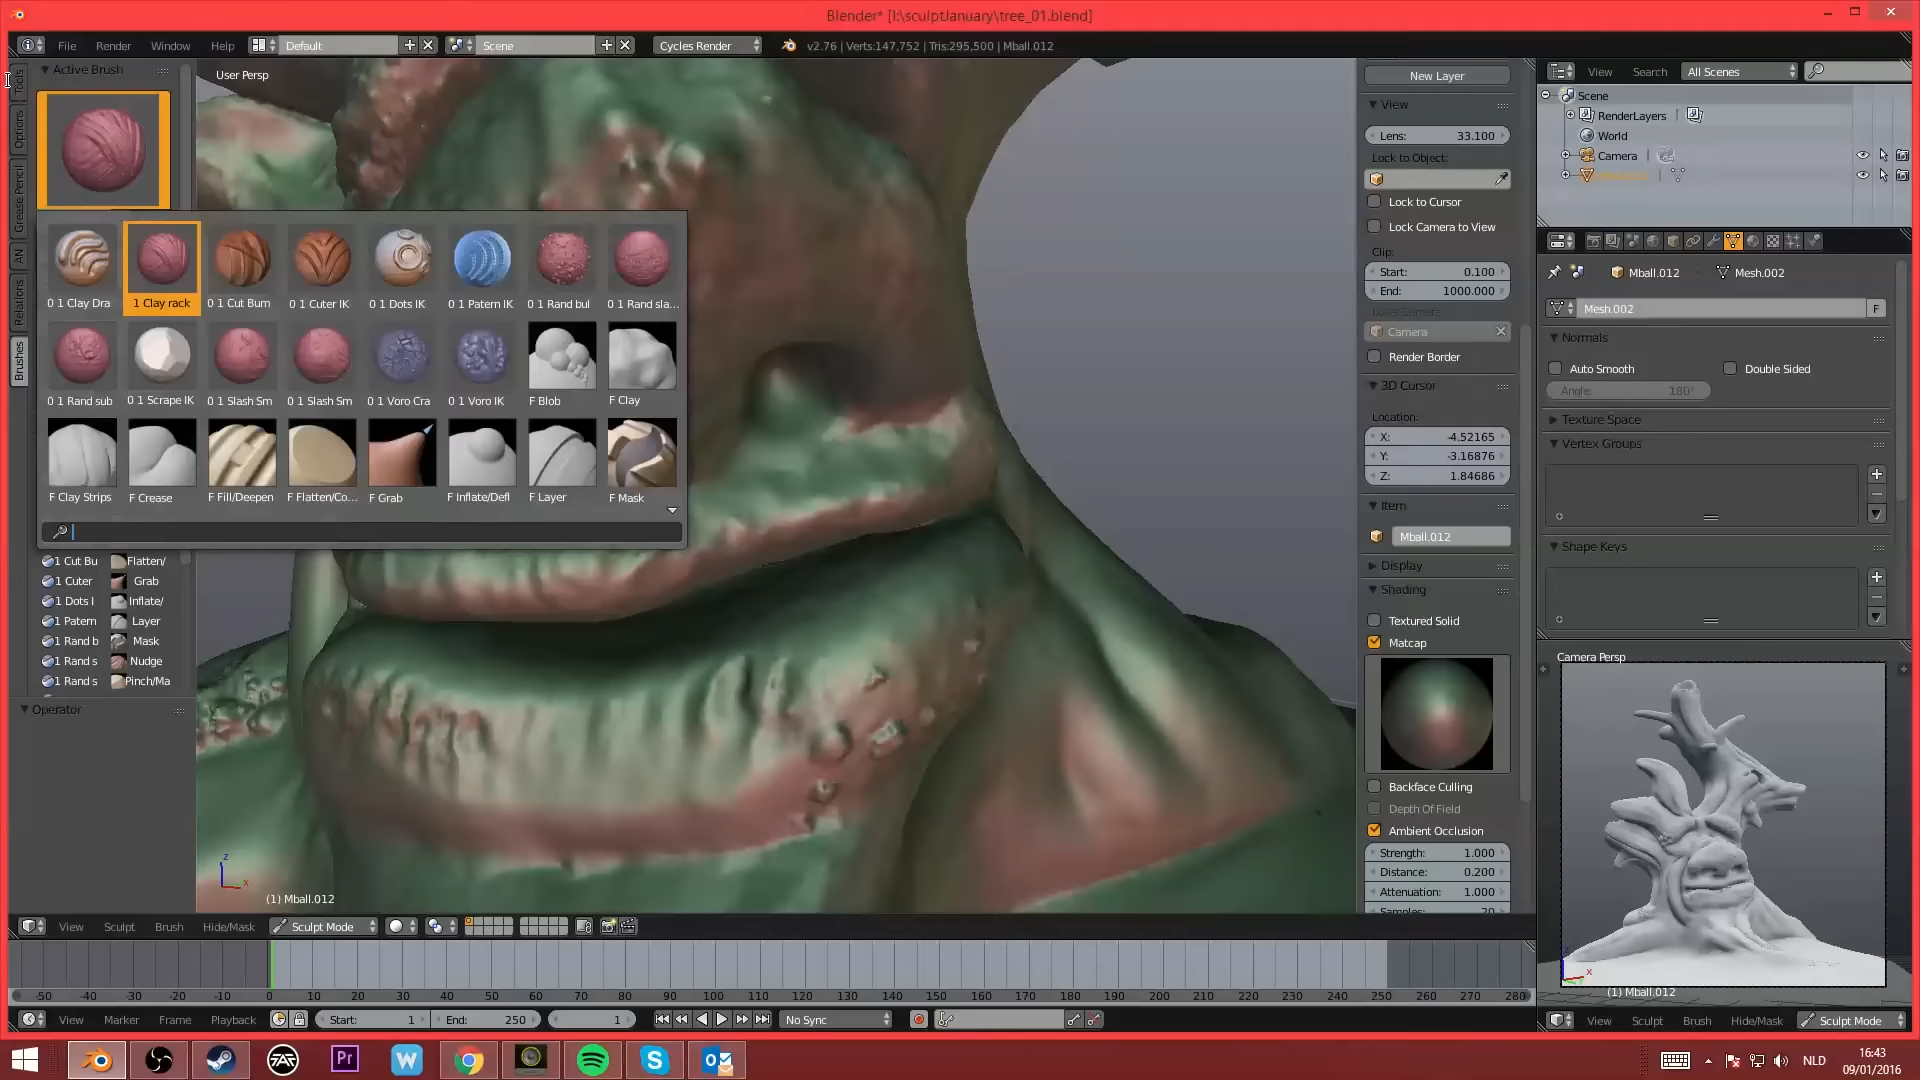 Blender* [I:\sculptJanuary\tree_01.blend]
File Render Window Help Default Scene Cycles Render v2.76 | Verts:147,752 | Tris:295,500 | Mball.012
Active Brush
Tools
Options
Grease Pencil
AN
Relations
Brushes
User Persp
0 1 Clay Dra 1 Clay rack 0 1 Cut Bum 0 1 Cuter IK 0 1 Dots IK 0 1 Patern IK 0 1 Rand bul 0 1 Rand sla...
0 1 Rand sub 0 1 Scrape IK 0 1 Slash Sm 0 1 Slash Sm 0 1 Voro Cra 0 1 Voro IK F Blob F Clay
F Clay Strips F Crease F Fill/Deepen F Flatten/Co... F Grab F Inflate/Defl F Layer F Mask
1 Cut Bu Flatten/
1 Cuter Grab
1 Dots I Inflate/
1 Patern Layer
1 Rand b Mask
1 Rand s Nudge
1 Rand s Pinch/Ma
Operator
z
x
(1) Mball.012
New Layer
View
Lens: 33.100
Lock to Object:
Lock to Cursor
Lock Camera to View
Clip:
Start: 0.100
End: 1000.000
Local Camera:
Camera
Render Border
3D Cursor
Location:
X: -4.52165
Y: -3.16876
Z: 1.84686
Item
Mball.012
Display
Shading
Textured Solid
Matcap
Backface Culling
Depth Of Field
Ambient Occlusion
Strength: 1.000
Distance: 0.200
Attenuation: 1.000
Samples: 20
View Search All Scenes
Scene
RenderLayers
World
Camera
Mball.012 Mesh.002
Mesh.002 F
Normals
Auto Smooth Double Sided
Angle: 180°
Texture Space
Vertex Groups
Shape Keys
Camera Persp
x
(1) Mball.012
View Sculpt Brush Hide/Mask Sculpt Mode
-50 -40 -30 -20 -10 0 10 20 30 40 50 60 70 80 90 100 110 120 130 140 150 160 170 180 190 200 210 220 230 240 250 260 270 280
View Marker Frame Playback Start: 1 End: 250 1 No Sync
View Sculpt Brush Hide/Mask Sculpt Mode
Pr W S NLD 16:43
09/01/2016